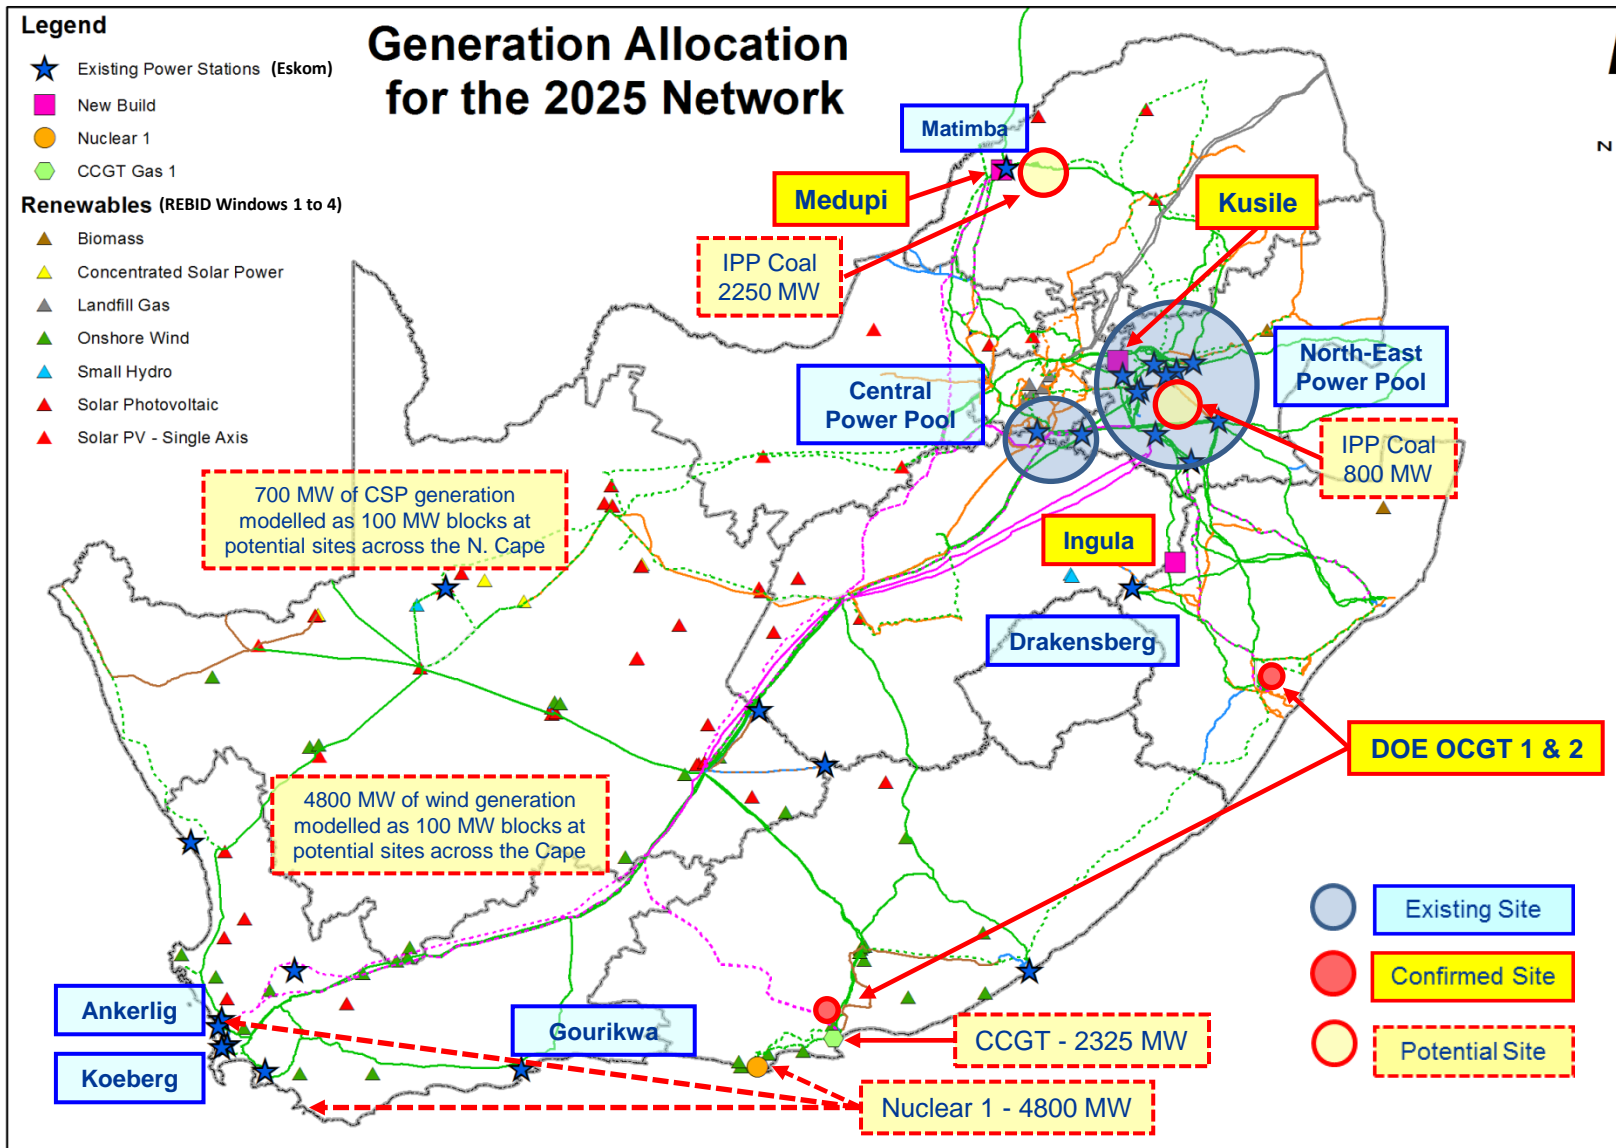 Legend
Existing Power Stations (Eskom)
New Build
Nuclear 1
CCGT Gas 1
Renewables (REBID Windows 1 to 4)
Biomass
Concentrated Solar Power
Landfill Gas
Onshore Wind
Small Hydro
Solar Photovoltaic
Solar PV - Single Axis
Generation Allocation
for the 2025 Network
Matimba
Medupi
Kusile
IPP Coal
2250 MW
North-East
Power Pool
Central
Power Pool
IPP Coal
800 MW
700 MW of CSP generation
modelled as 100 MW blocks at
potential sites across the N. Cape
Ingula
Drakensberg
DOE OCGT 1 & 2
4800 MW of wind generation
modelled as 100 MW blocks at
potential sites across the Cape
Existing Site
Confirmed Site
Potential Site
Ankerlig
Koeberg
Gourikwa
CCGT - 2325 MW
Nuclear 1 - 4800 MW
z